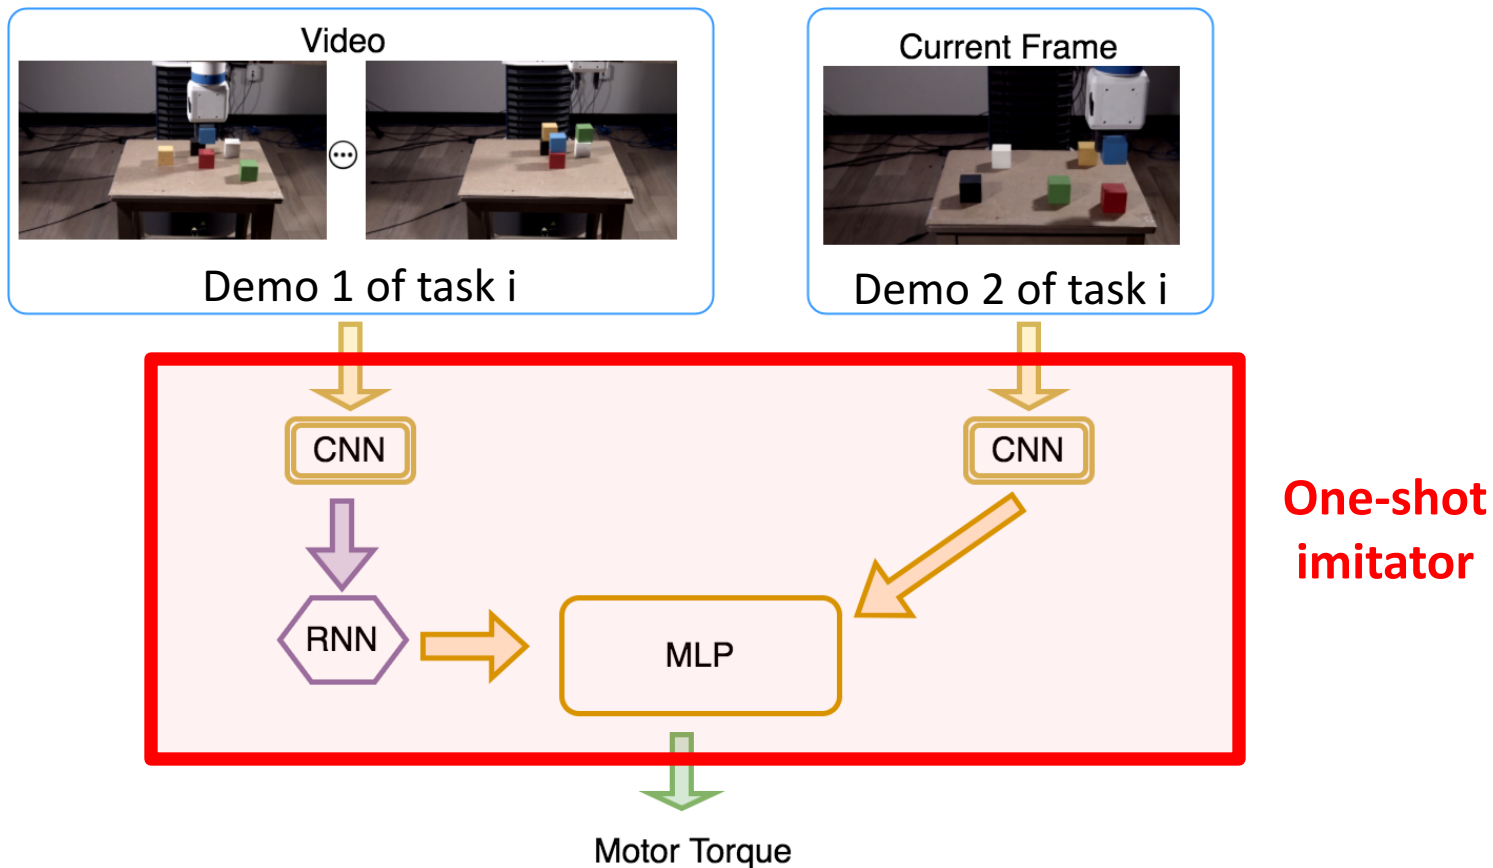 Video
Demo 1 of task i
Current Frame
Demo 2 of task i
CNN
CNN
RNN
MLP
One-shot
imitator
Motor Torque